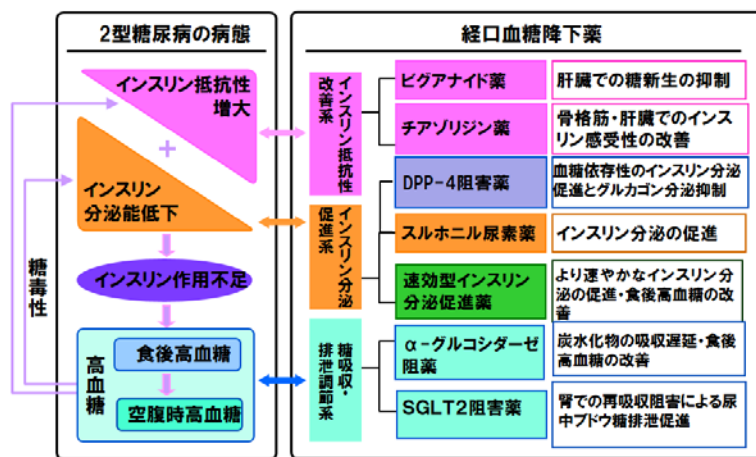 2型糖尿病の病態
インスリン抵抗性
増大
+
インスリン
分泌能低下
インスリン作用不足
糖毒性
高血糖
食後高血糖
空腹時高血糖
経口血糖降下薬
インスリン抵抗性
改善系
ビグアナイド薬
肝臓での糖新生の抑制
チアゾリジン薬
骨格筋・肝臓でのインス
リン感受性の改善
インスリン分泌
促進系
DPP-4阻害薬
血糖依存性のインスリン分泌
促進とグルカゴン分泌抑制
スルホニル尿素薬
インスリン分泌の促進
速効型インスリン
分泌促進薬
より速やかなインスリン分
泌の促進・食後高血糖の改
善
糖吸収・
排泄調節系
α-グルコシダーゼ
阻薬
炭水化物の吸収遅延・食後
高血糖の改善
SGLT2阻害薬
腎での再吸収阻害による尿
中ブドウ糖排泄促進